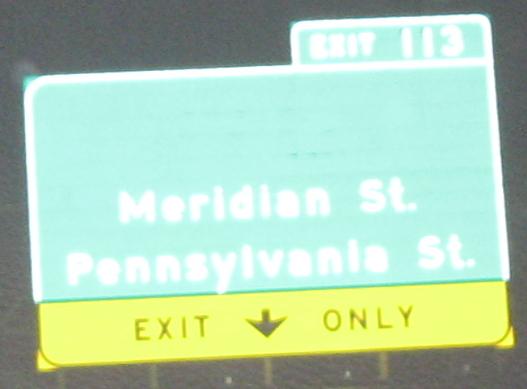 EXIT 113
Meridian St.
Pennsylvania St.
EXIT ONLY